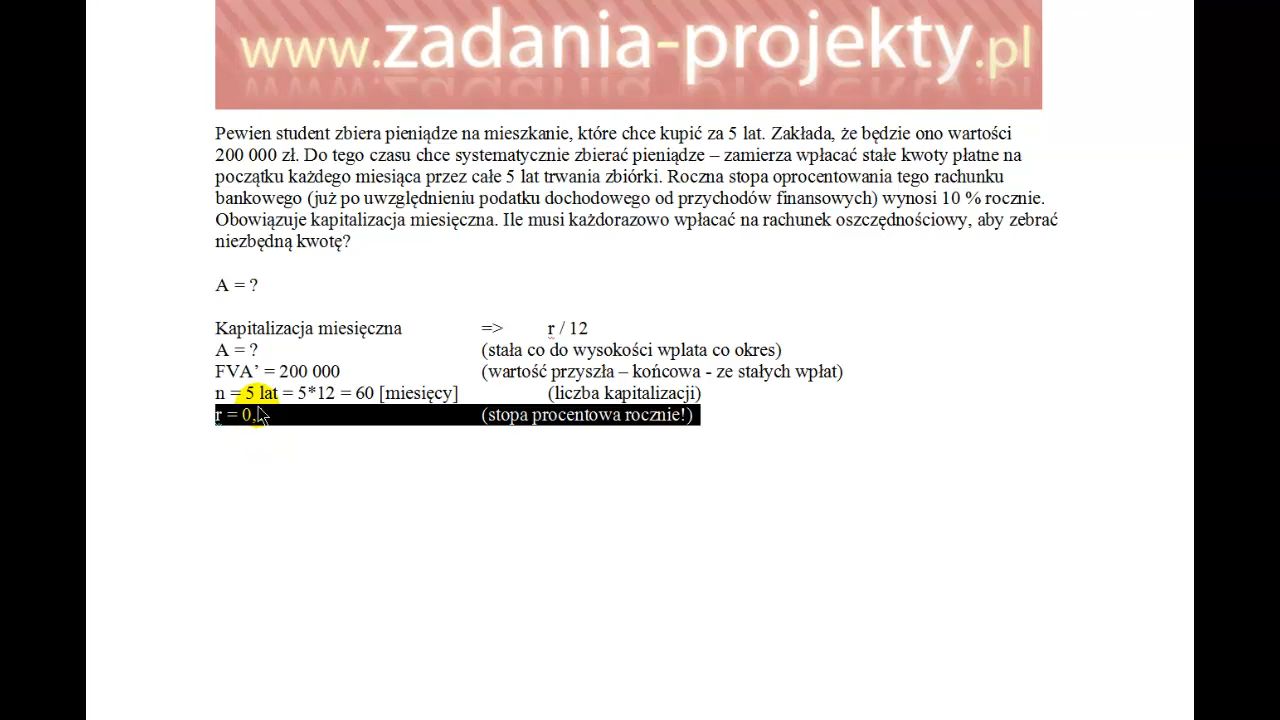 www.zadania-projekty.pl
Pewien student zbiera pieniądze na mieszkanie, które chce kupić za 5 lat. Zakłada, że będzie ono wartości
200 000 zł. Do tego czasu chce systematycznie zbierać pieniądze – zamierza wpłacać stałe kwoty płatne na
początku każdego miesiąca przez całe 5 lat trwania zbiórki. Roczna stopa oprocentowania tego rachunku
bankowego (już po uwzględnieniu podatku dochodowego od przychodów finansowych) wynosi 10 % rocznie.
Obowiązuje kapitalizacja miesięczna. Ile musi każdorazowo wpłacać na rachunek oszczędnościowy, aby zebrać
niezbędną kwotę?
A = ?
Kapitalizacja miesięczna => r / 12
A = ? (stała co do wysokości wplata co okres)
FVA’ = 200 000 (wartość przyszła – końcowa - ze stałych wpłat)
n = 5 lat = 5*12 = 60 [miesięcy] (liczba kapitalizacji)
r = 0, (stopa procentowa rocznie!)